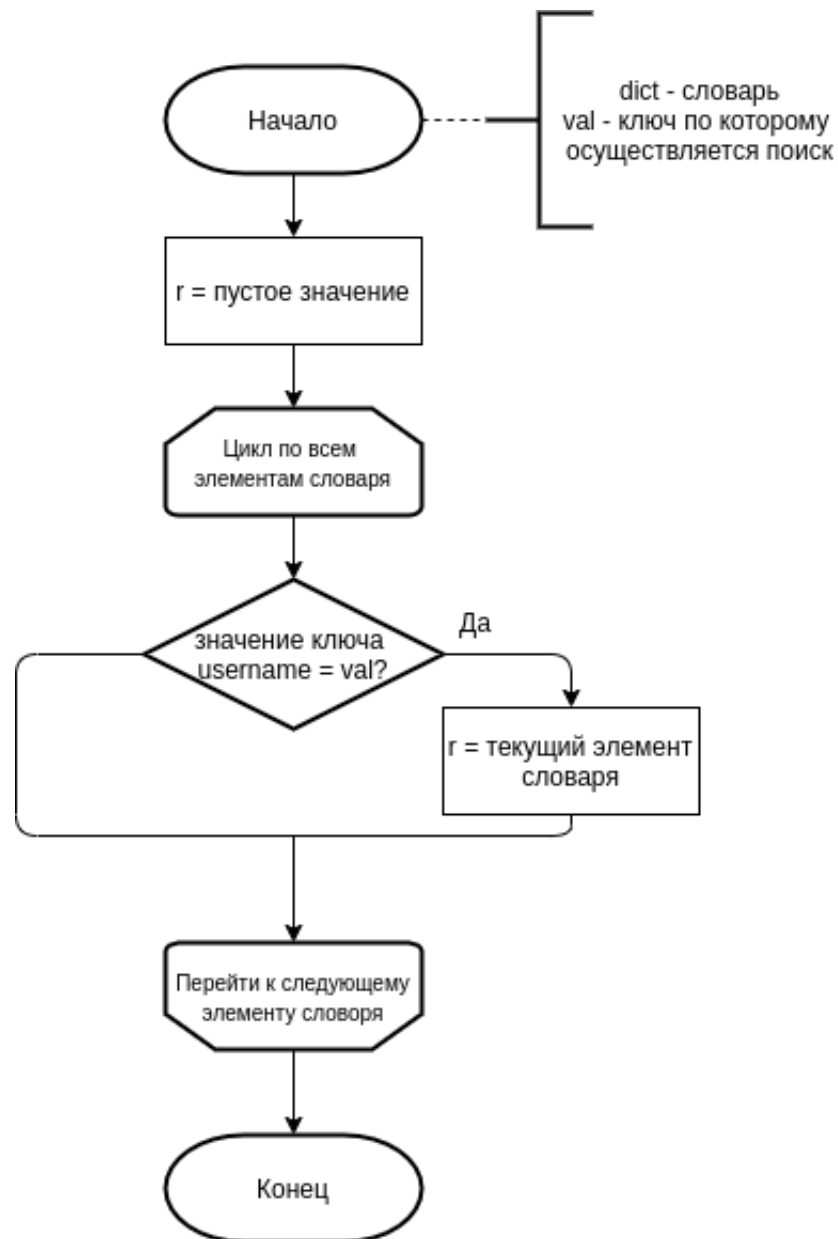 Начало
dict - словарь
val - ключ по которому
осуществляется поиск
r = пустое значение
Цикл по всем
элементам словаря
значение ключа
username = val?
Да
r = текущий элемент
словаря
Перейти к следующему
элементу словоря
Конец